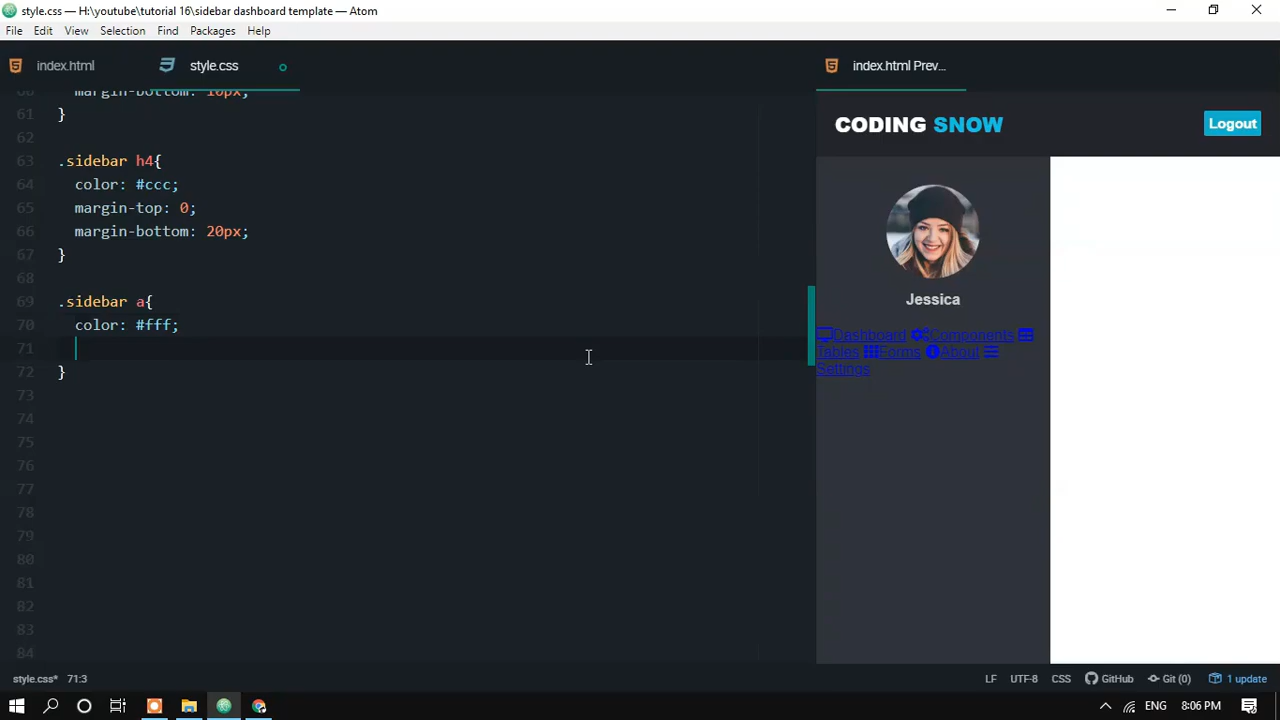 style.css — H:\youtube\tutorial 16\sidebar dashboard template — Atom
File Edit View Selection Find Packages Help
index.html style.css index.html Prev...
60 margin-bottom: 10px;
61 }
62
63 .sidebar h4{
64 color: #ccc;
65 margin-top: 0;
66 margin-bottom: 20px;
67 }
68
69 .sidebar a{
70 color: #fff;
71
72 }
73
74
75
76
77
78
79
80
81
82
83
84
CODING SNOW Logout
Jessica
Dashboard Components
Tables Forms About
Settings
style.css* 71:3 LF UTF-8 CSS GitHub Git (0) 1 update
ENG 8:06 PM